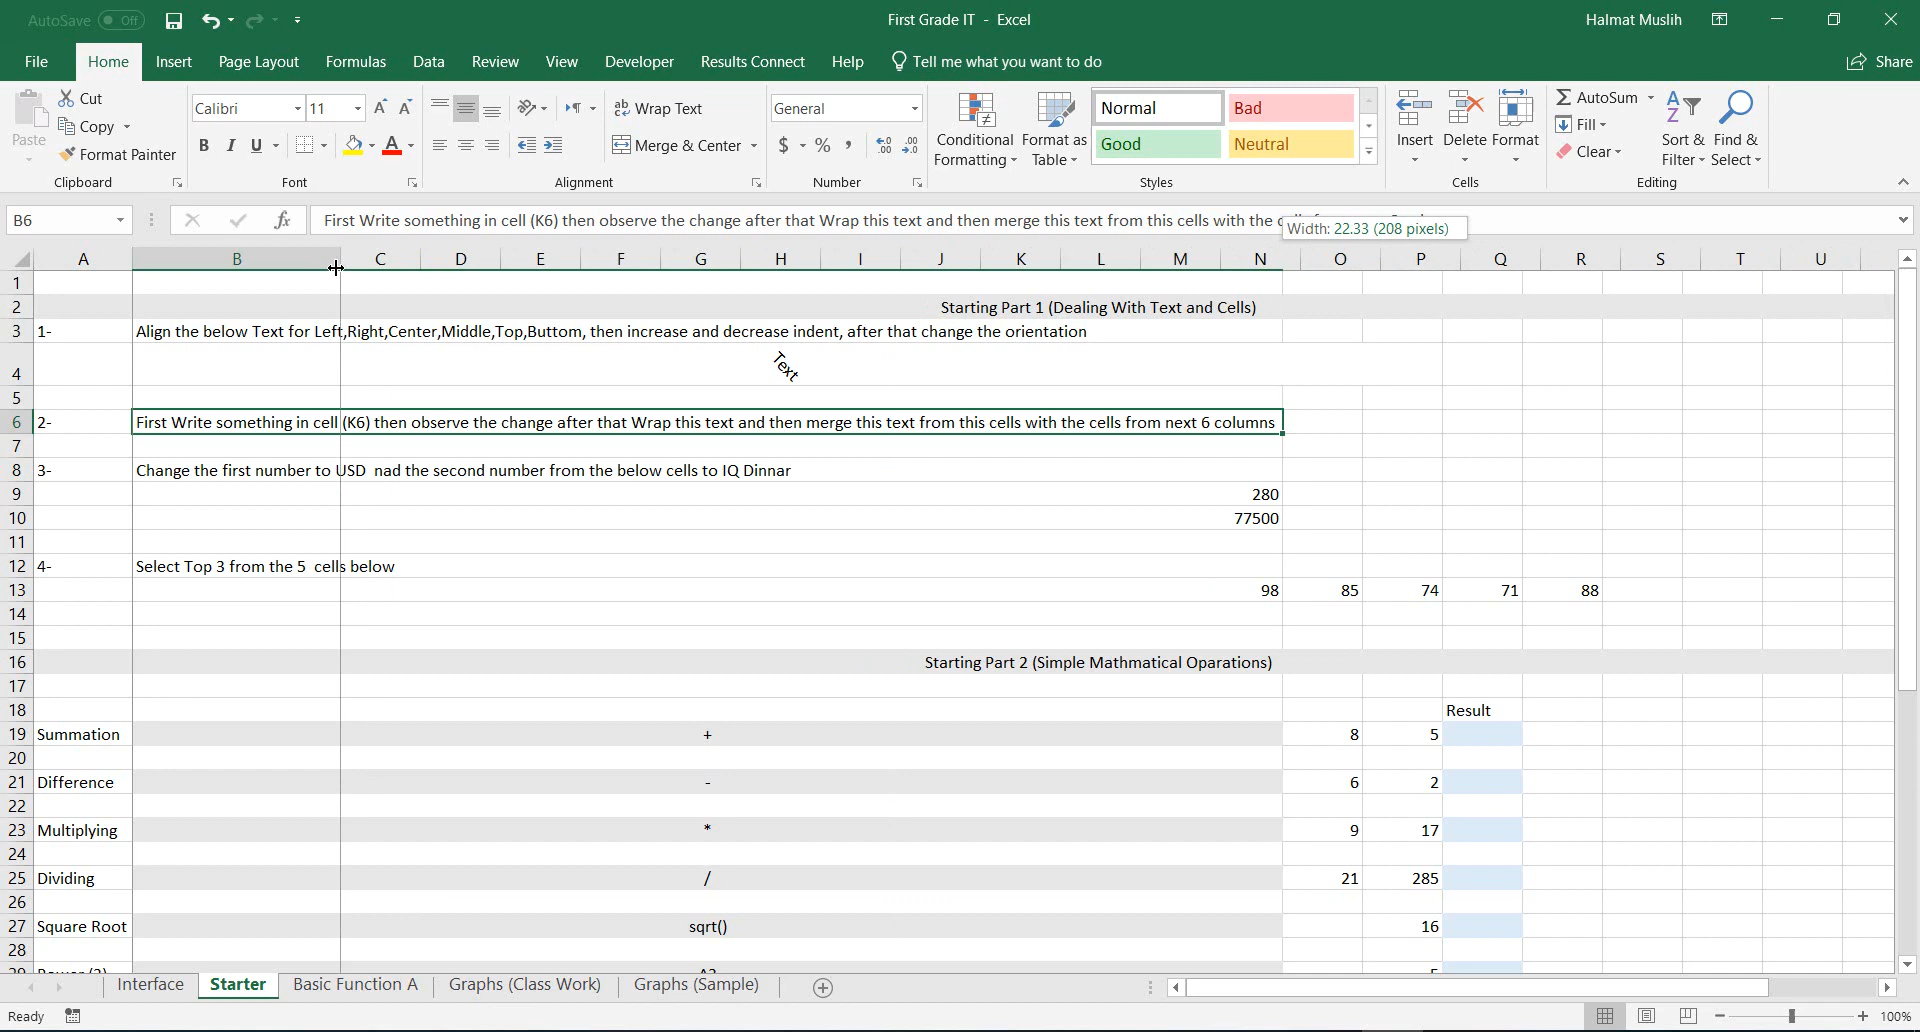 AutoSave Off
First Grade IT - Excel
Halmat Muslih
File Home Insert Page Layout Formulas Data Review View Developer Results Connect Help Tell me what you want to do Share
Paste
Cut
Copy
Format Painter
Clipboard
Calibri 11
B I U
Font
Wrap Text
Merge & Center
Alignment
General
$ % ,
Number
Conditional Formatting
Format as Table
Normal Bad
Good Neutral
Styles
Insert Delete Format
Cells
AutoSum
Fill
Clear
Sort & Filter
Find & Select
Editing
B6
fx
First Write something in cell (K6) then observe the change after that Wrap this text and then merge this text from this cells with the
Width: 22.33 (208 pixels)
A B C D E F G H I J K L M N O P Q R S T U
1
2 Starting Part 1 (Dealing With Text and Cells)
3 1- Align the below Text for Left,Right,Center,Middle,Top,Buttom, then increase and decrease indent, after that change the orientation
4 Text
5
6 2- First Write something in cell (K6) then observe the change after that Wrap this text and then merge this text from this cells with the cells from next 6 columns
7
8 3- Change the first number to USD nad the second number from the below cells to IQ Dinnar
9 280
10 77500
11
12 4- Select Top 3 from the 5 cells below
13 98 85 74 71 88
14
15
16 Starting Part 2 (Simple Mathmatical Oparations)
17
18 Result
19 Summation + 8 5
20
21 Difference - 6 2
22
23 Multiplying * 9 17
24
25 Dividing / 21 285
26
27 Square Root sqrt() 16
28
Interface Starter Basic Function A Graphs (Class Work) Graphs (Sample)
Ready
100%